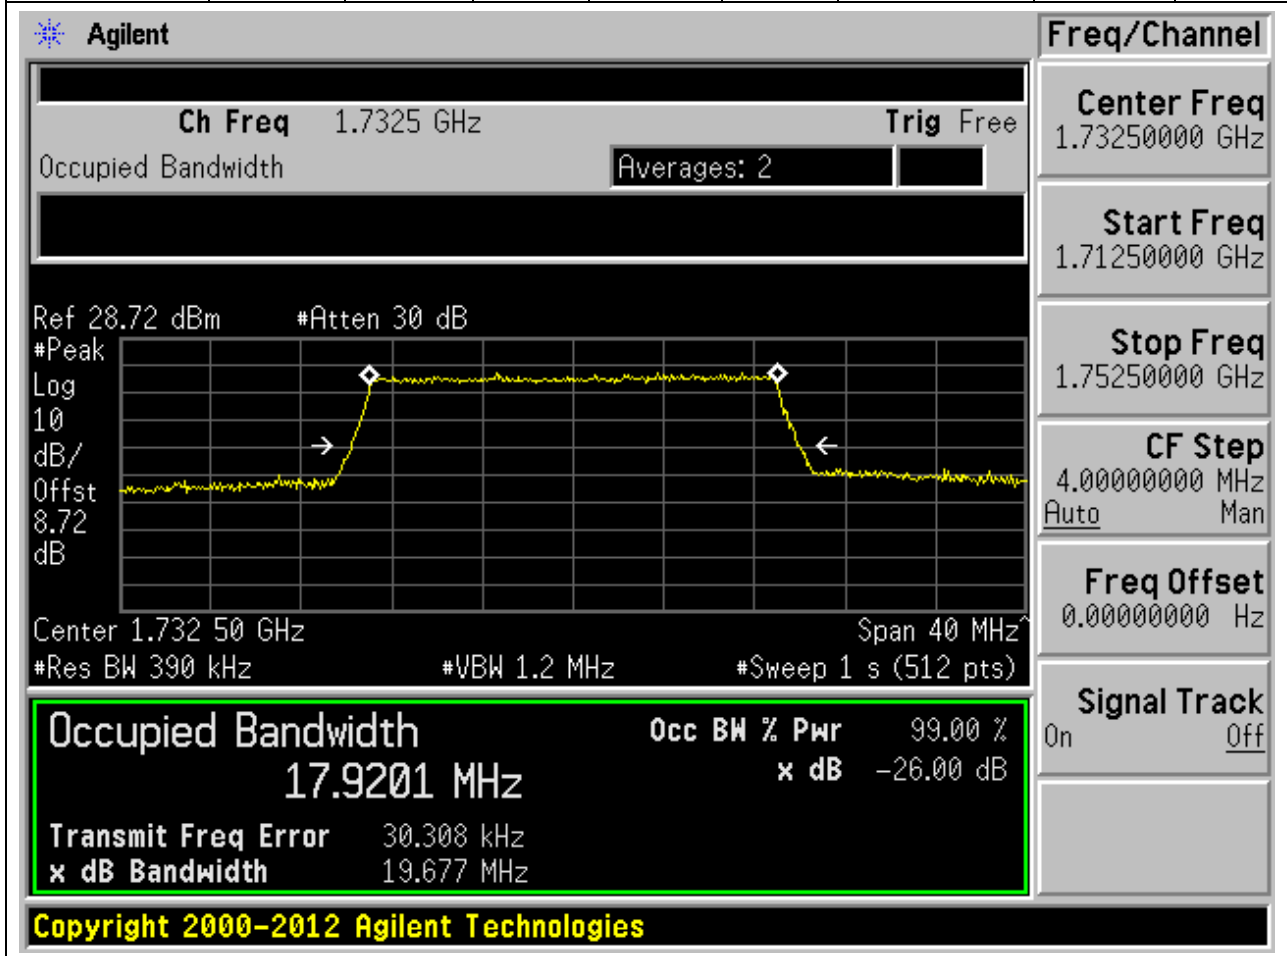 Agilent
Freq/Channel
Ch Freq 1.7325 GHz Trig Free
Occupied Bandwidth Averages: 2
Center Freq
1.73250000 GHz
Start Freq
1.71250000 GHz
Stop Freq
1.75250000 GHz
CF Step
4.00000000 MHz
Auto Man
Freq Offset
0.00000000 Hz
Signal Track
On Off
Ref 28.72 dBm #Atten 30 dB
#Peak
Log
10
dB/
Offst
8.72
dB
Center 1.732 50 GHz Span 40 MHz^
#Res BW 390 kHz #VBW 1.2 MHz #Sweep 1 s (512 pts)
Occupied Bandwidth Occ BW % Pwr 99.00 %
17.9201 MHz x dB -26.00 dB
Transmit Freq Error 30.308 kHz
x dB Bandwidth 19.677 MHz
Copyright 2000-2012 Agilent Technologies